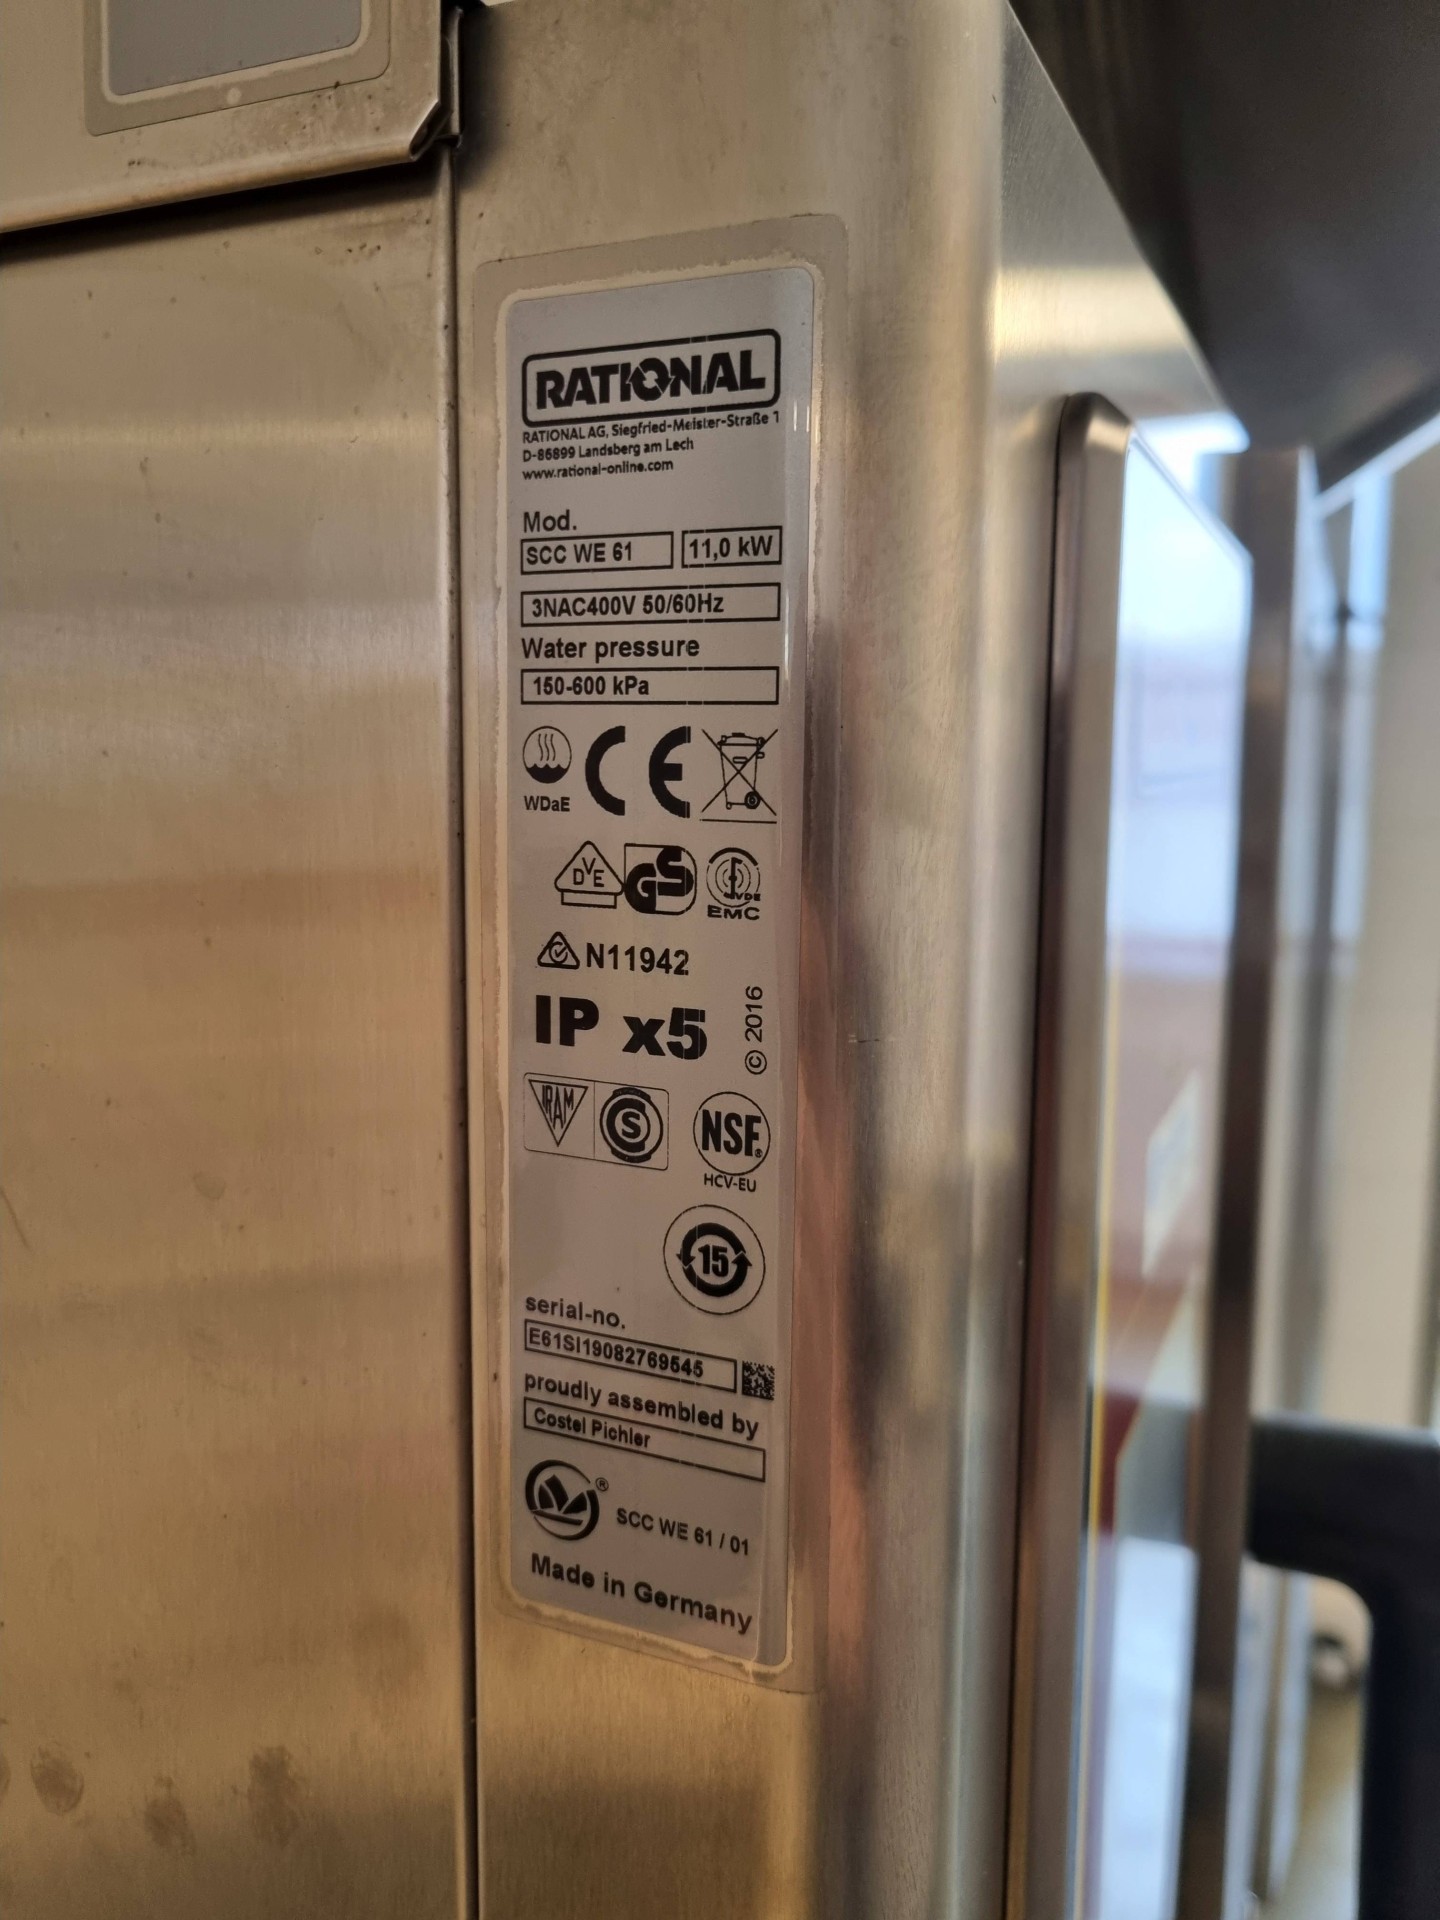 RATIONAL
RATIONAL AG, Siegfried-Meister-Straße 1
D-86899 Landsberg am Lech
www.rational-online.com
Mod.
SCC WE 61 11,0 kW
3NAC400V 50/60Hz
Water pressure
150-600 kPa
WDaE CE
DVE GS VDE
EMC
N11942
IP x5
© 2016
IRAM S NSF®
HCV-EU
15
serial-no.
E61SI19082769545
proudly assembled by
Costel Pichler
® SCC WE 61 / 01
Made in Germany